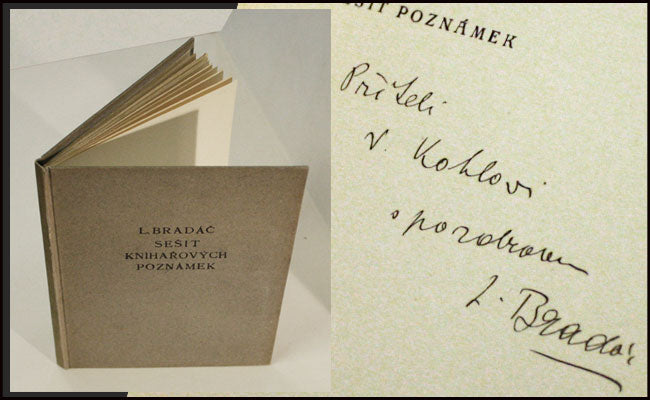 L. BRADÁČ
SEŠIT
KNIHAŘOVÝCH
POZNÁMEK
SEŠIT POZNÁMEK
Příteli
V. Kohlovi
s pozdravem
L. Bradáč